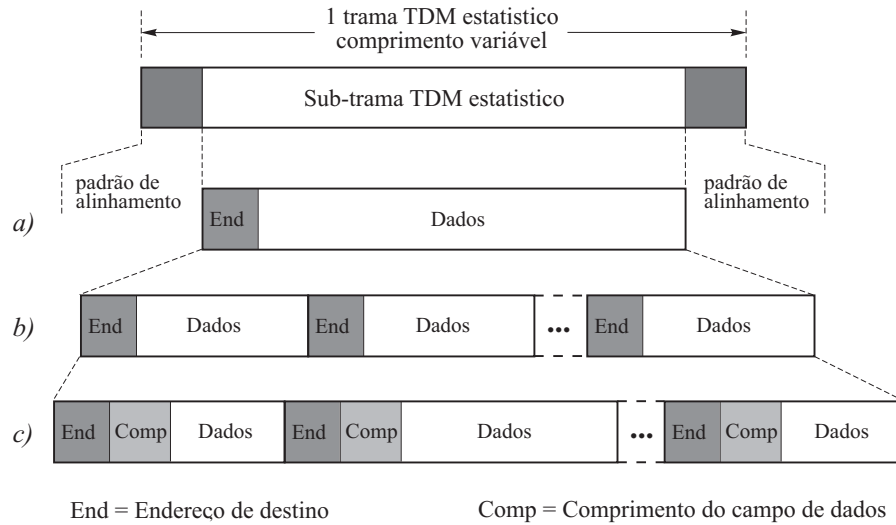 1 trama TDM estatistico
comprimento variável
Sub-trama TDM estatistico
padrão de
alinhamento
padrão de
alinhamento
a)
End
Dados
b)
End
Dados
End
Dados
...
End
Dados
c)
End
Comp
Dados
End
Comp
Dados
...
End
Comp
Dados
End = Endereço de destino
Comp = Comprimento do campo de dados